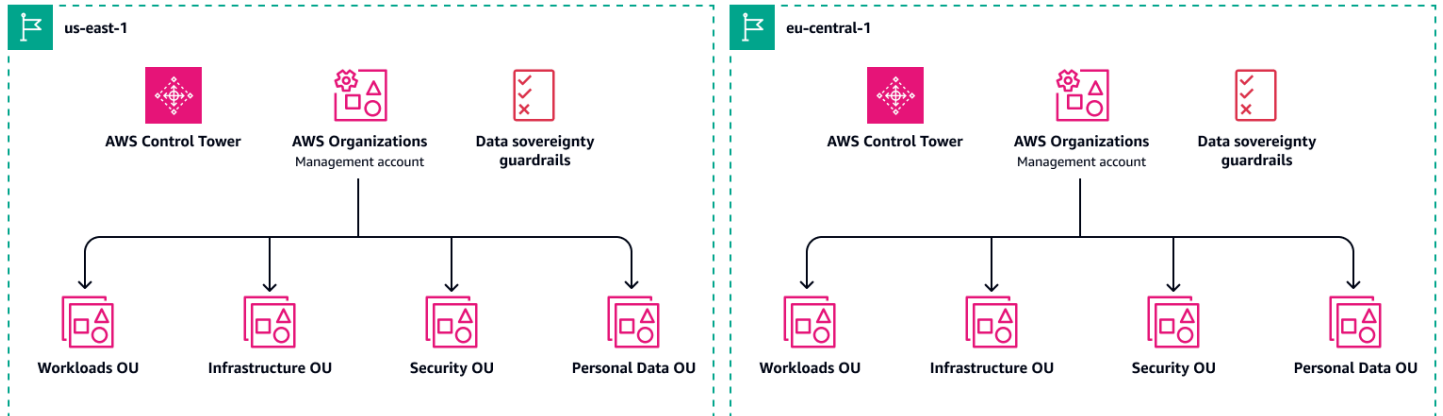 us-east-1
AWS Control Tower
AWS Organizations
Management account
Data sovereignty
guardrails
Workloads OU
Infrastructure OU
Security OU
Personal Data OU
eu-central-1
AWS Control Tower
AWS Organizations
Management account
Data sovereignty
guardrails
Workloads OU
Infrastructure OU
Security OU
Personal Data OU